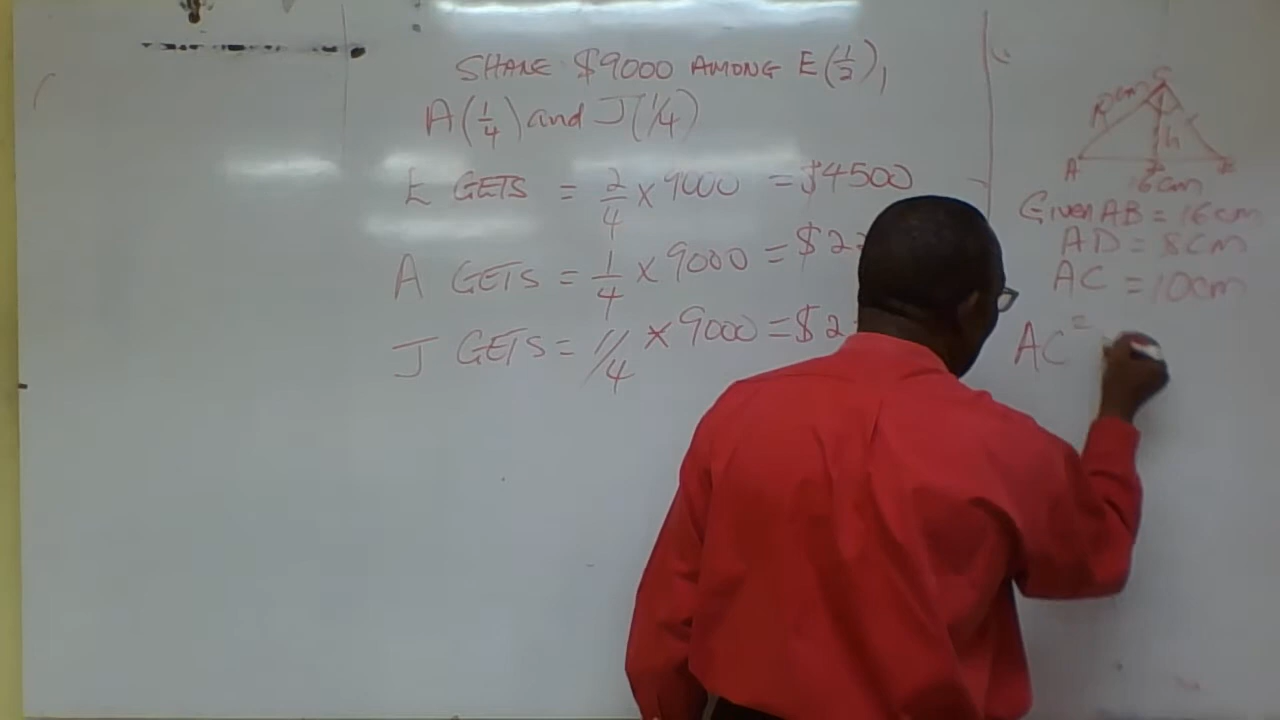 SHARE $9000 AMONG E(1/2),
A(1/4) and J(1/4)
E GETS = 2/4 x 9000 = $4500
A GETS = 1/4 x 9000 = $2
J GETS = 1/4 x 9000 = $2
C
10cm
h
A
16cm
Given AB = 16cm
AD = 8cm
AC = 10cm
AC²